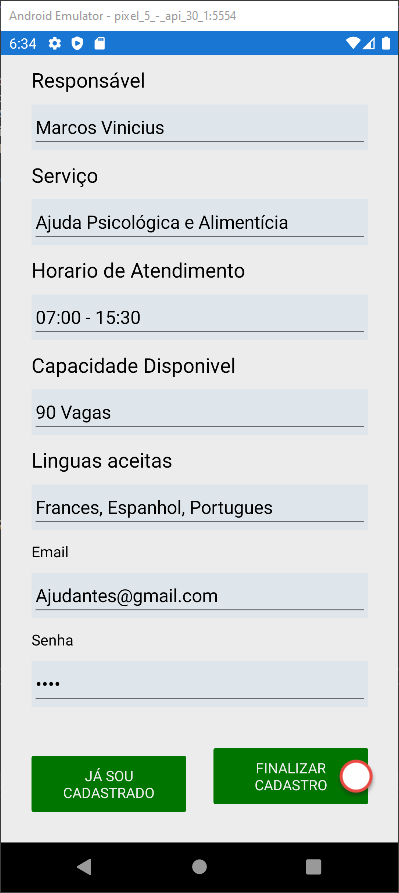 Android Emulator - pixel_5_-_api_30_1:5554
6:34
Responsável
Marcos Vinicius
Serviço
Ajuda Psicológica e Alimentícia
Horario de Atendimento
07:00 - 15:30
Capacidade Disponivel
90 Vagas
Linguas aceitas
Frances, Espanhol, Portugues
Email
Ajudantes@gmail.com
Senha
••••
JÁ SOU
CADASTRADO
FINALIZAR
CADASTRO